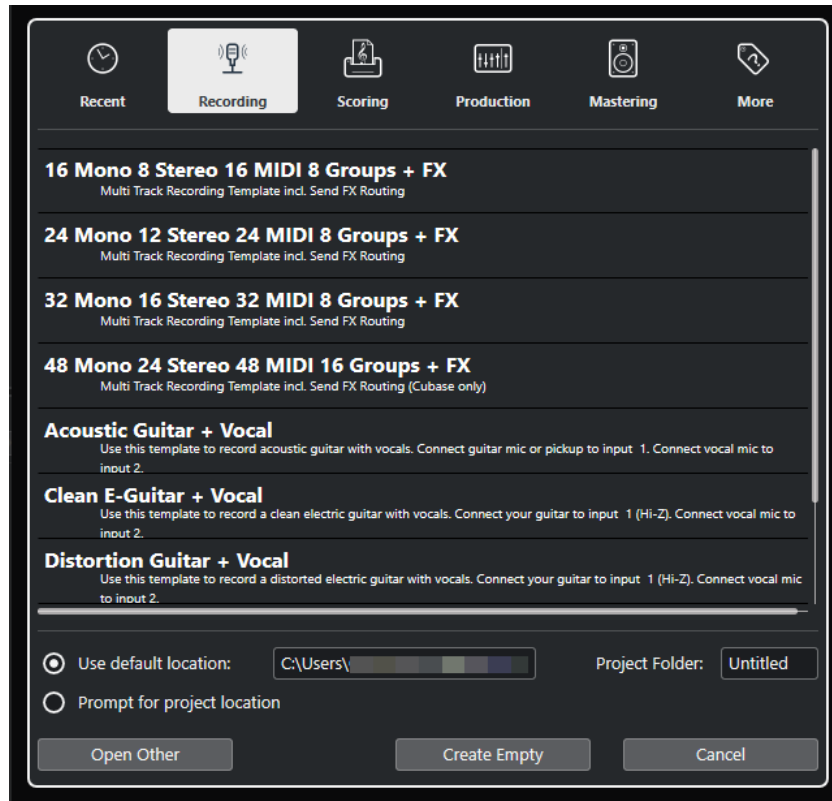 Recent Recording Scoring Production Mastering More
16 Mono 8 Stereo 16 MIDI 8 Groups + FX
Multi Track Recording Template incl. Send FX Routing
24 Mono 12 Stereo 24 MIDI 8 Groups + FX
Multi Track Recording Template incl. Send FX Routing
32 Mono 16 Stereo 32 MIDI 8 Groups + FX
Multi Track Recording Template incl. Send FX Routing
48 Mono 24 Stereo 48 MIDI 16 Groups + FX
Multi Track Recording Template incl. Send FX Routing (Cubase only)
Acoustic Guitar + Vocal
Use this template to record acoustic guitar with vocals. Connect guitar mic or pickup to input 1. Connect vocal mic to
input 2.
Clean E-Guitar + Vocal
Use this template to record a clean electric guitar with vocals. Connect your guitar to input 1 (Hi-Z). Connect vocal mic to
input 2.
Distortion Guitar + Vocal
Use this template to record a distorted electric guitar with vocals. Connect your guitar to input 1 (Hi-Z). Connect vocal mic
to input 2.
Use default location: C:\Users\ Project Folder: Untitled
Prompt for project location
Open Other Create Empty Cancel